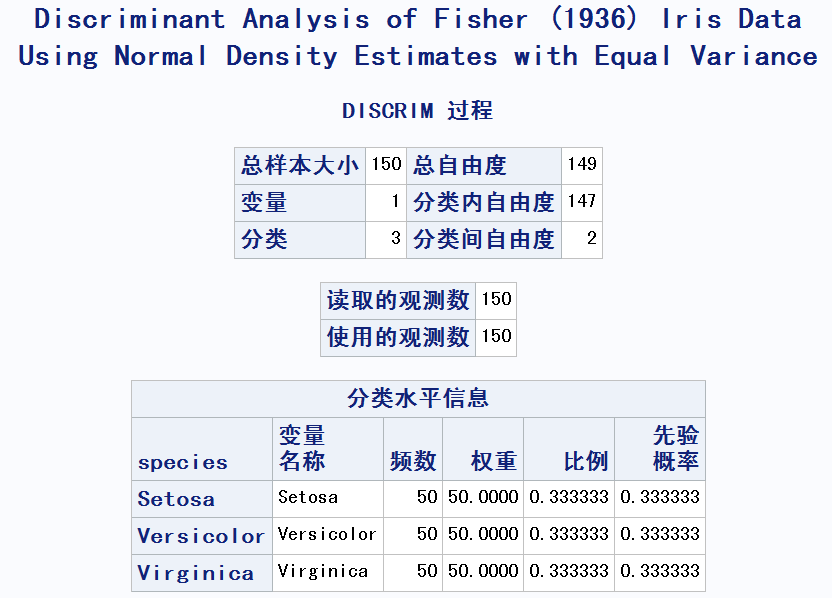 Discriminant Analysis of Fisher (1936) Iris Data
Using Normal Density Estimates with Equal Variance
DISCRIM 过程
总样本大小 150 总自由度 149
变量 1 分类内自由度 147
分类 3 分类间自由度 2
读取的观测数 150
使用的观测数 150
分类水平信息
species 变量名称 频数 权重 比例 先验概率
Setosa Setosa 50 50.0000 0.333333 0.333333
Versicolor Versicolor 50 50.0000 0.333333 0.333333
Virginica Virginica 50 50.0000 0.333333 0.333333